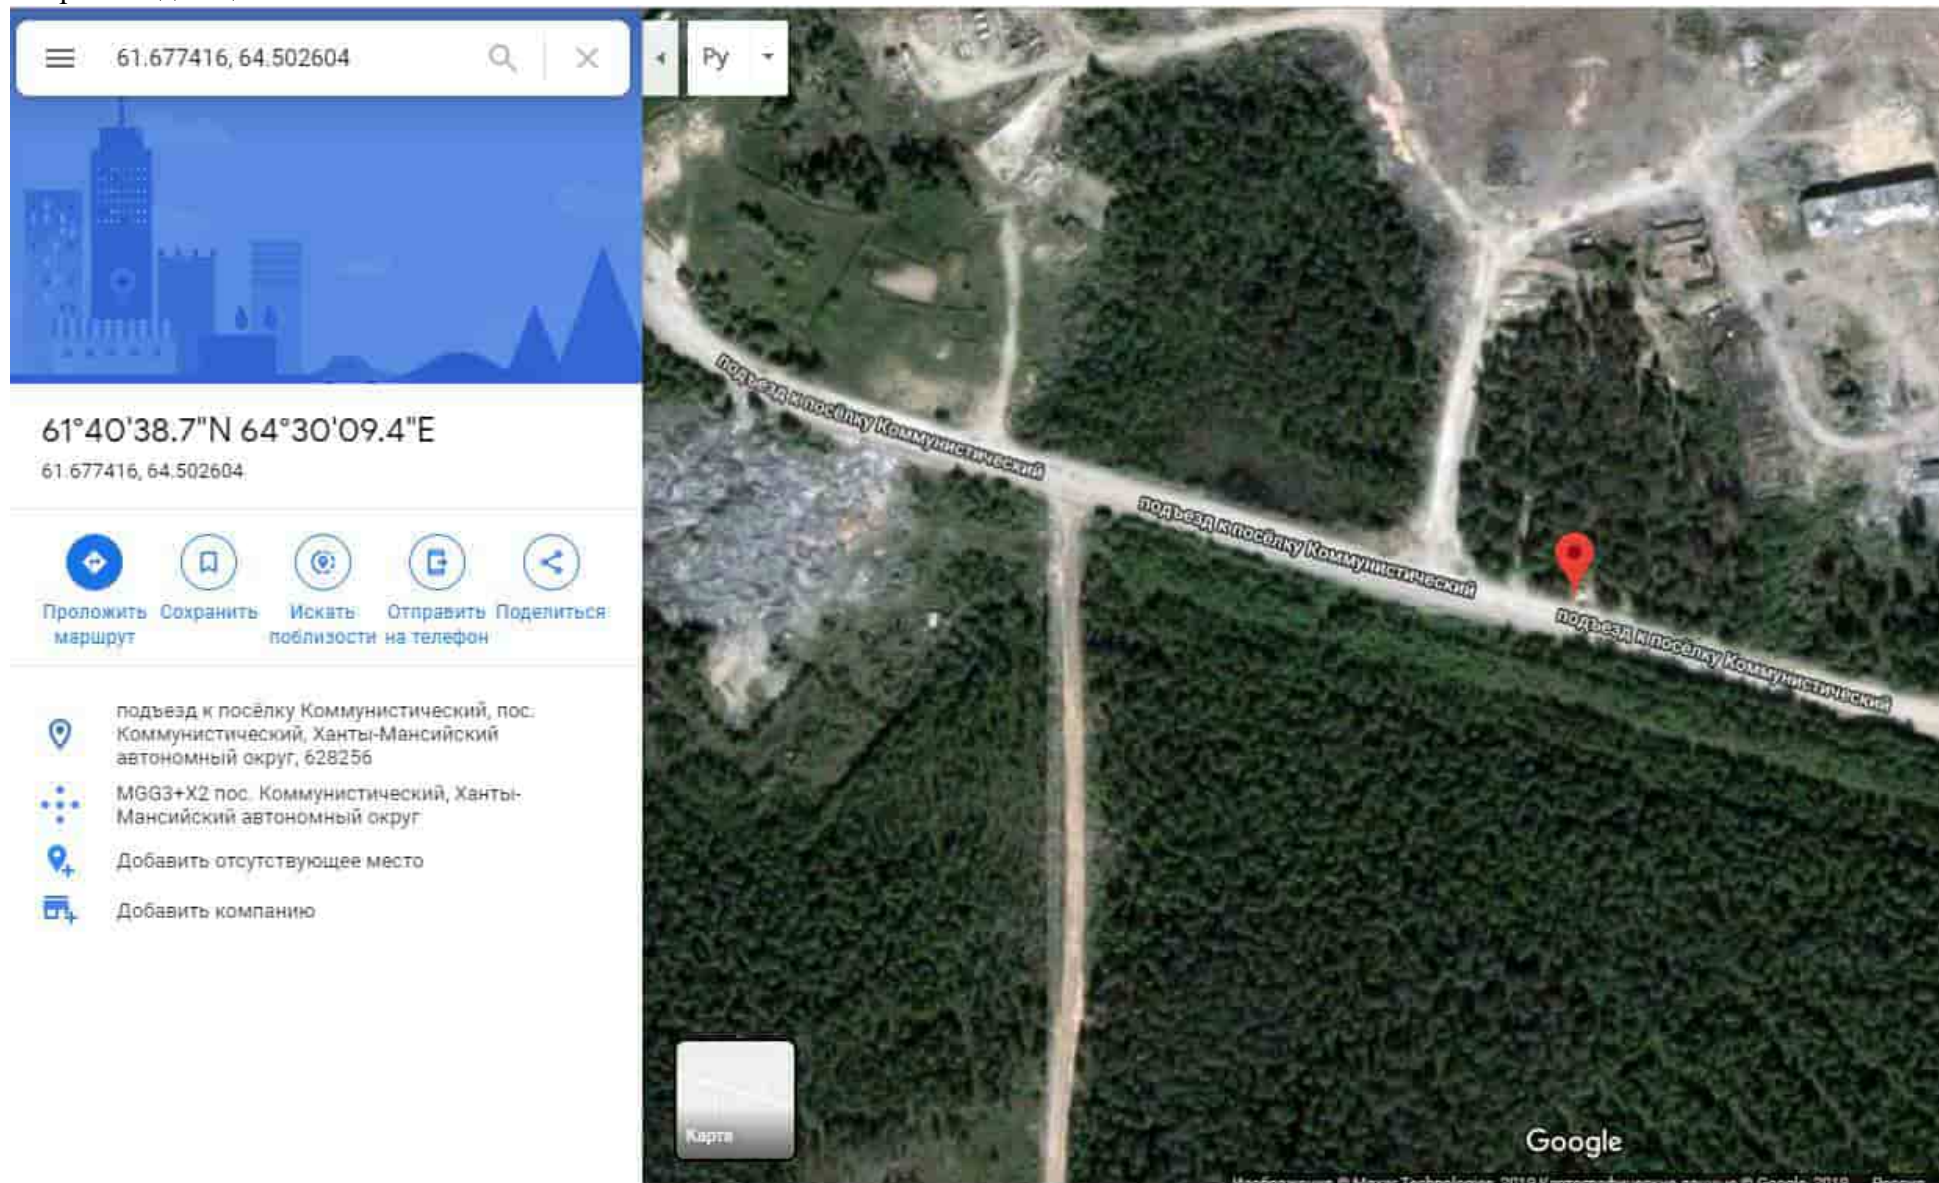 61.677416, 64.502604
Ру
61°40'38.7"N 64°30'09.4"E
61.677416, 64.502604
Проложить маршрут
Сохранить
Искать поблизости
Отправить на телефон
Поделиться
подъезд к посёлку Коммунистический, пос.
Коммунистический, Ханты-Мансийский
автономный округ, 628256
MGG3+X2 пос. Коммунистический, Ханты-
Мансийский автономный округ
Добавить отсутствующее место
Добавить компанию
подъезд к посёлку Коммунистический
подъезд к посёлку Коммунистический
подъезд к посёлку Коммунистический
Карта
Google